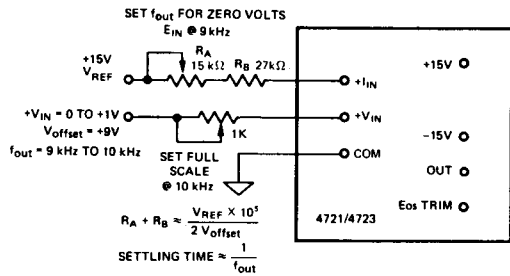 SET fout FOR ZERO VOLTS
EIN @ 9 kHz
+15V
VREF
RA
15 kΩ
RB 27kΩ
+IIN
+15V
+VIN = 0 TO +1V
Voffset = +9V
fout = 9 kHz TO 10 kHz
1K
+VIN
SET FULL
SCALE
@ 10 kHz
COM
-15V
OUT
Eos TRIM
4721/4723
RA + RB ≈ VREF X 10⁵
2 Voffset
SETTLING TIME ≈ 1
fout